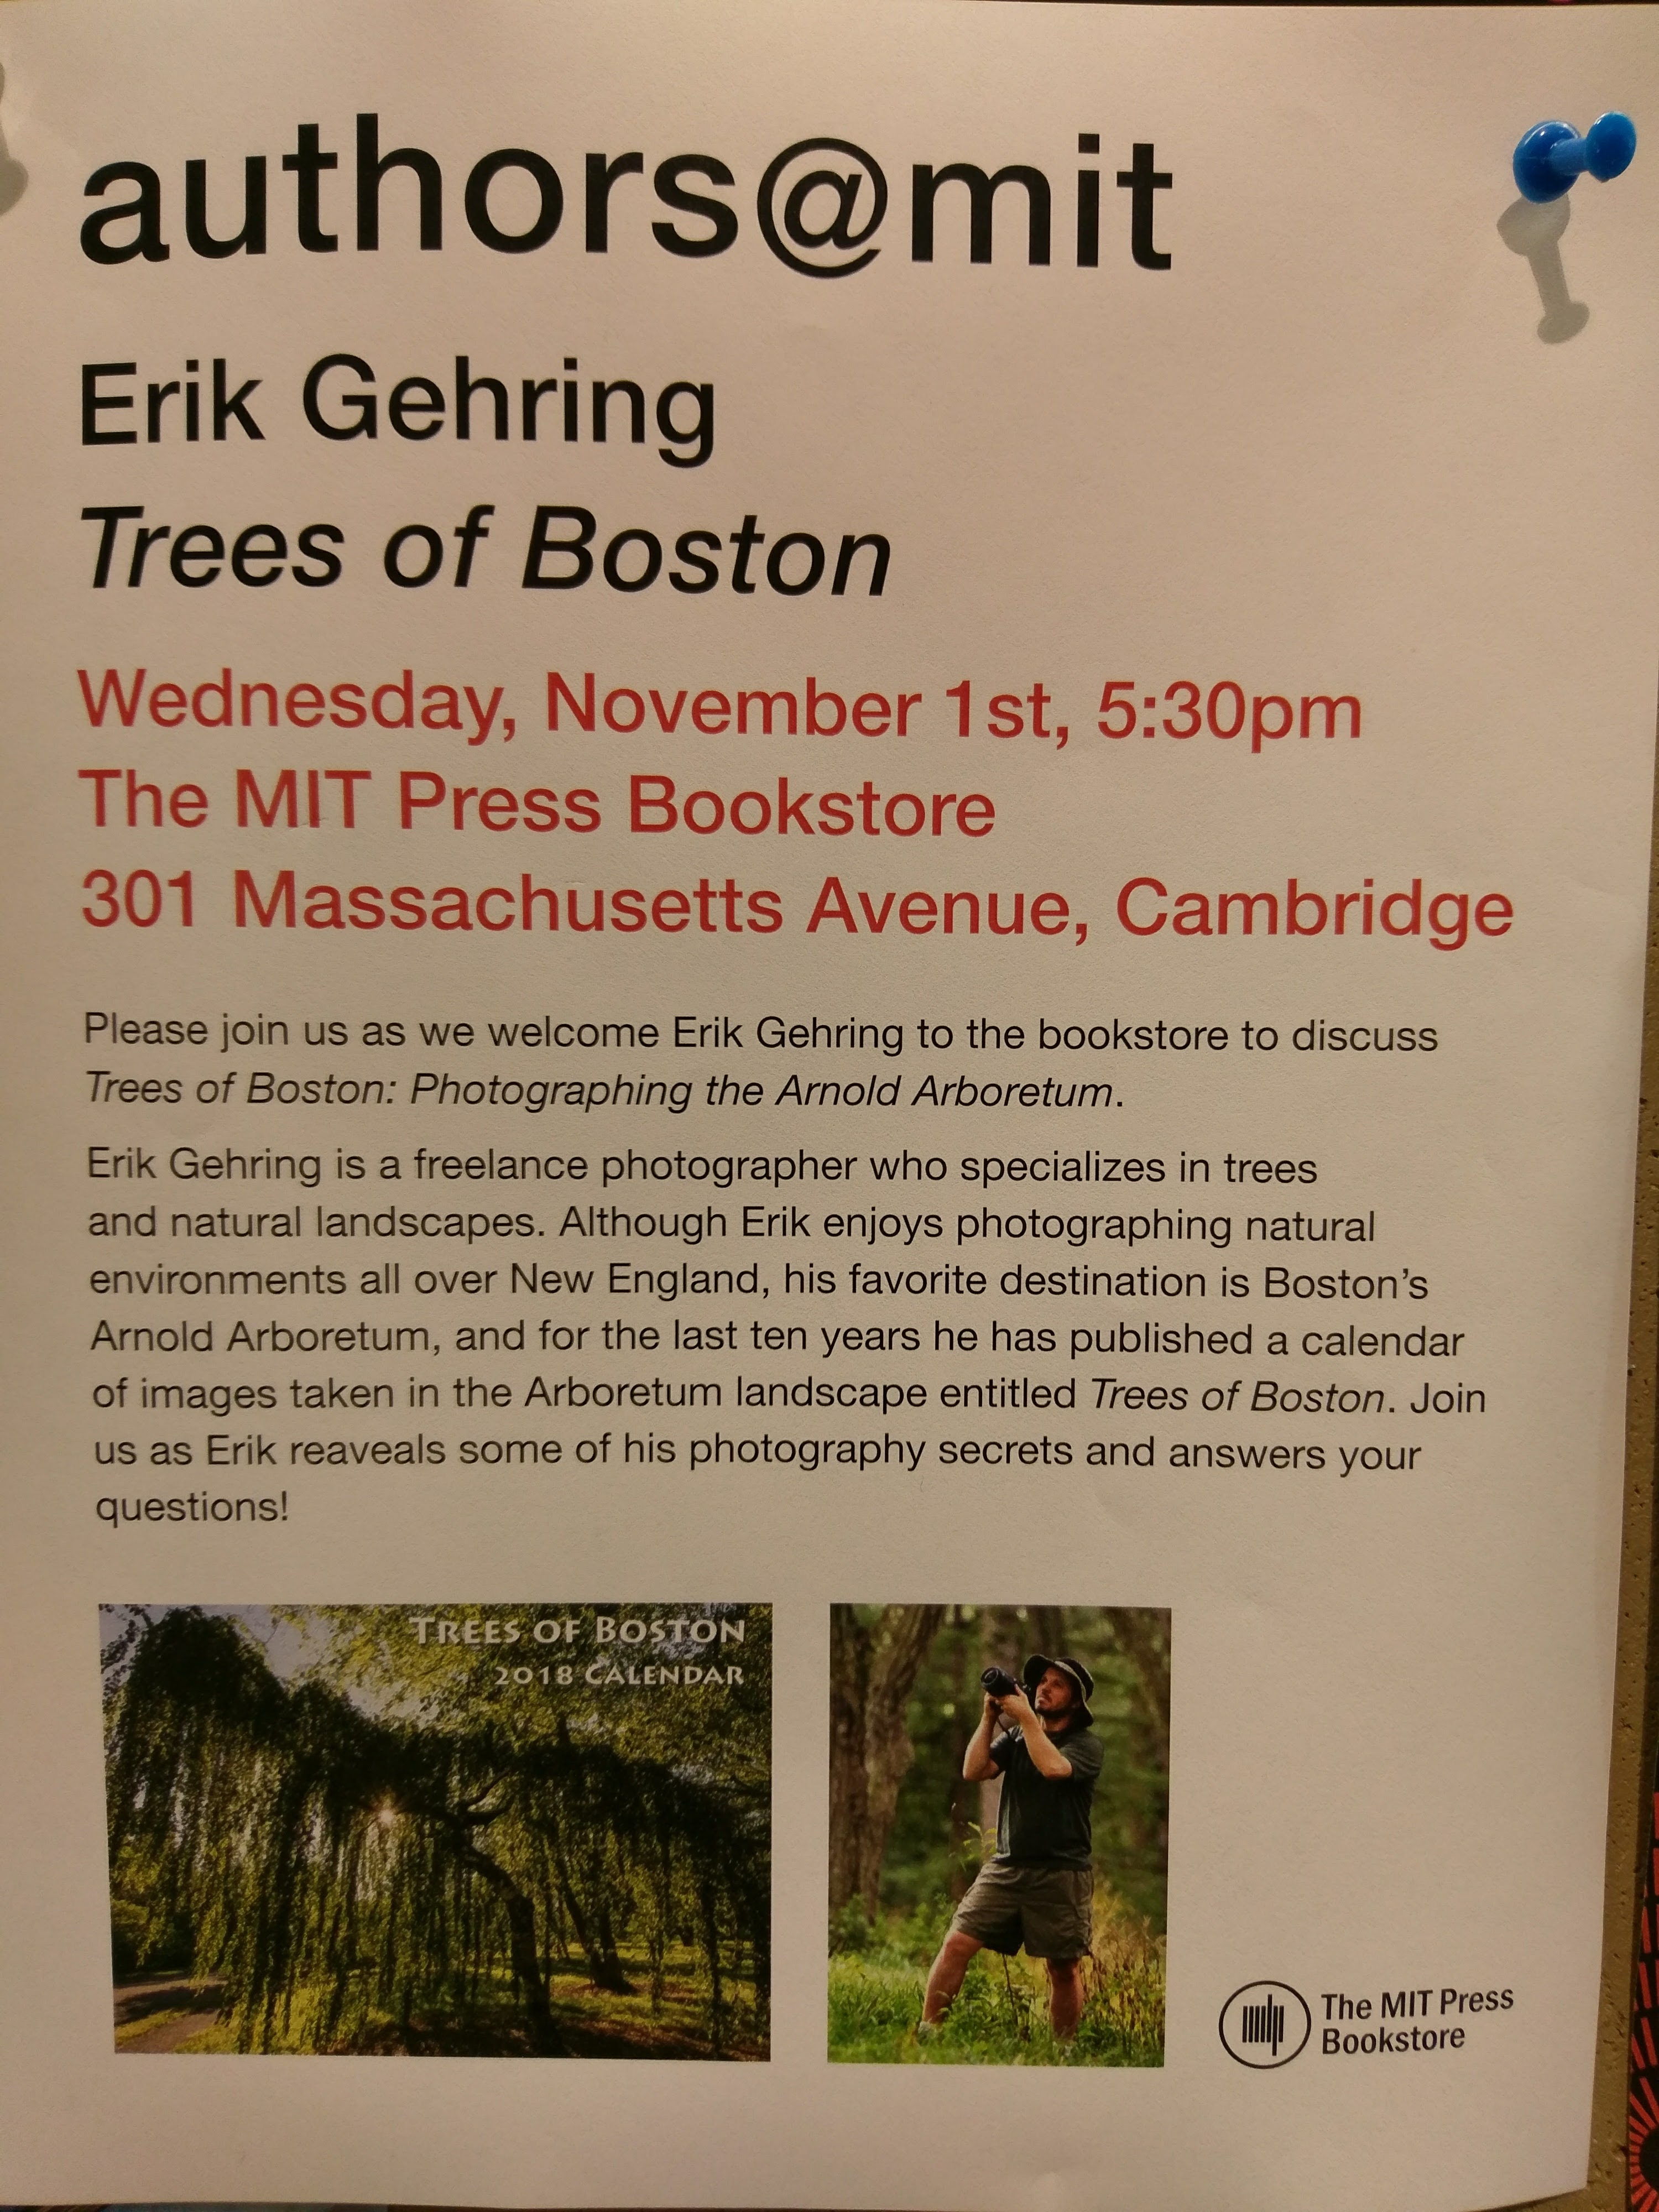 authors@mit
Erik Gehring
Trees of Boston
Wednesday, November 1st, 5:30pm
The MIT Press Bookstore
301 Massachusetts Avenue, Cambridge
Please join us as we welcome Erik Gehring to the bookstore to discuss
Trees of Boston: Photographing the Arnold Arboretum.
Erik Gehring is a freelance photographer who specializes in trees
and natural landscapes. Although Erik enjoys photographing natural
environments all over New England, his favorite destination is Boston’s
Arnold Arboretum, and for the last ten years he has published a calendar
of images taken in the Arboretum landscape entitled Trees of Boston. Join
us as Erik reaveals some of his photography secrets and answers your
questions!
TREES OF BOSTON
2018 CALENDAR
The MIT Press
Bookstore